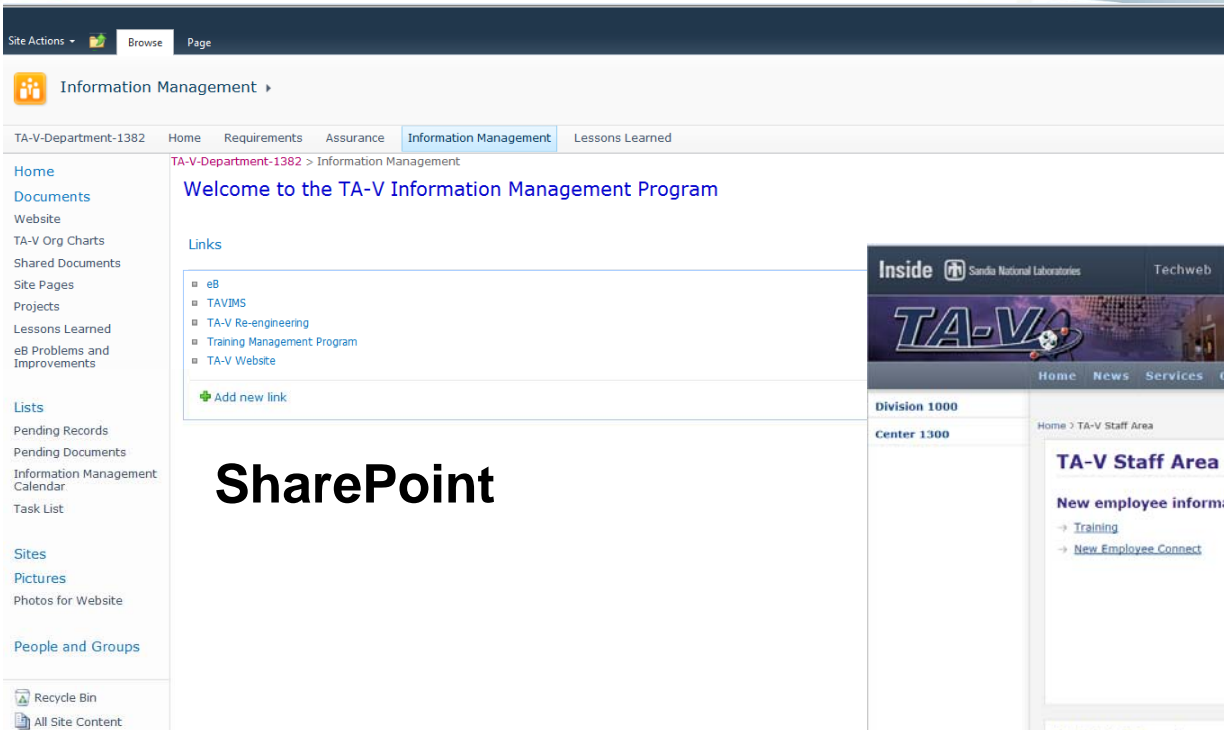 Site Actions
Browse
Page
Information Management
TA-V-Department-1382
Home
Requirements
Assurance
Information Management
Lessons Learned
TA-V-Department-1382 > Information Management
Welcome to the TA-V Information Management Program
Home
Documents
Website
TA-V Org Charts
Shared Documents
Site Pages
Projects
Lessons Learned
eB Problems and
Improvements
Lists
Pending Records
Pending Documents
Information Management
Calendar
Task List
Sites
Pictures
Photos for Website
People and Groups
Recycle Bin
All Site Content
Links
eB
TAVIMS
TA-V Re-engineering
Training Management Program
TA-V Website
Add new link
SharePoint
Inside Sandia National Laboratories
Techweb
TA-V
Home News Services
Division 1000
Center 1300
Home > TA-V Staff Area
TA-V Staff Area
New employee
Training
New Employee Connect